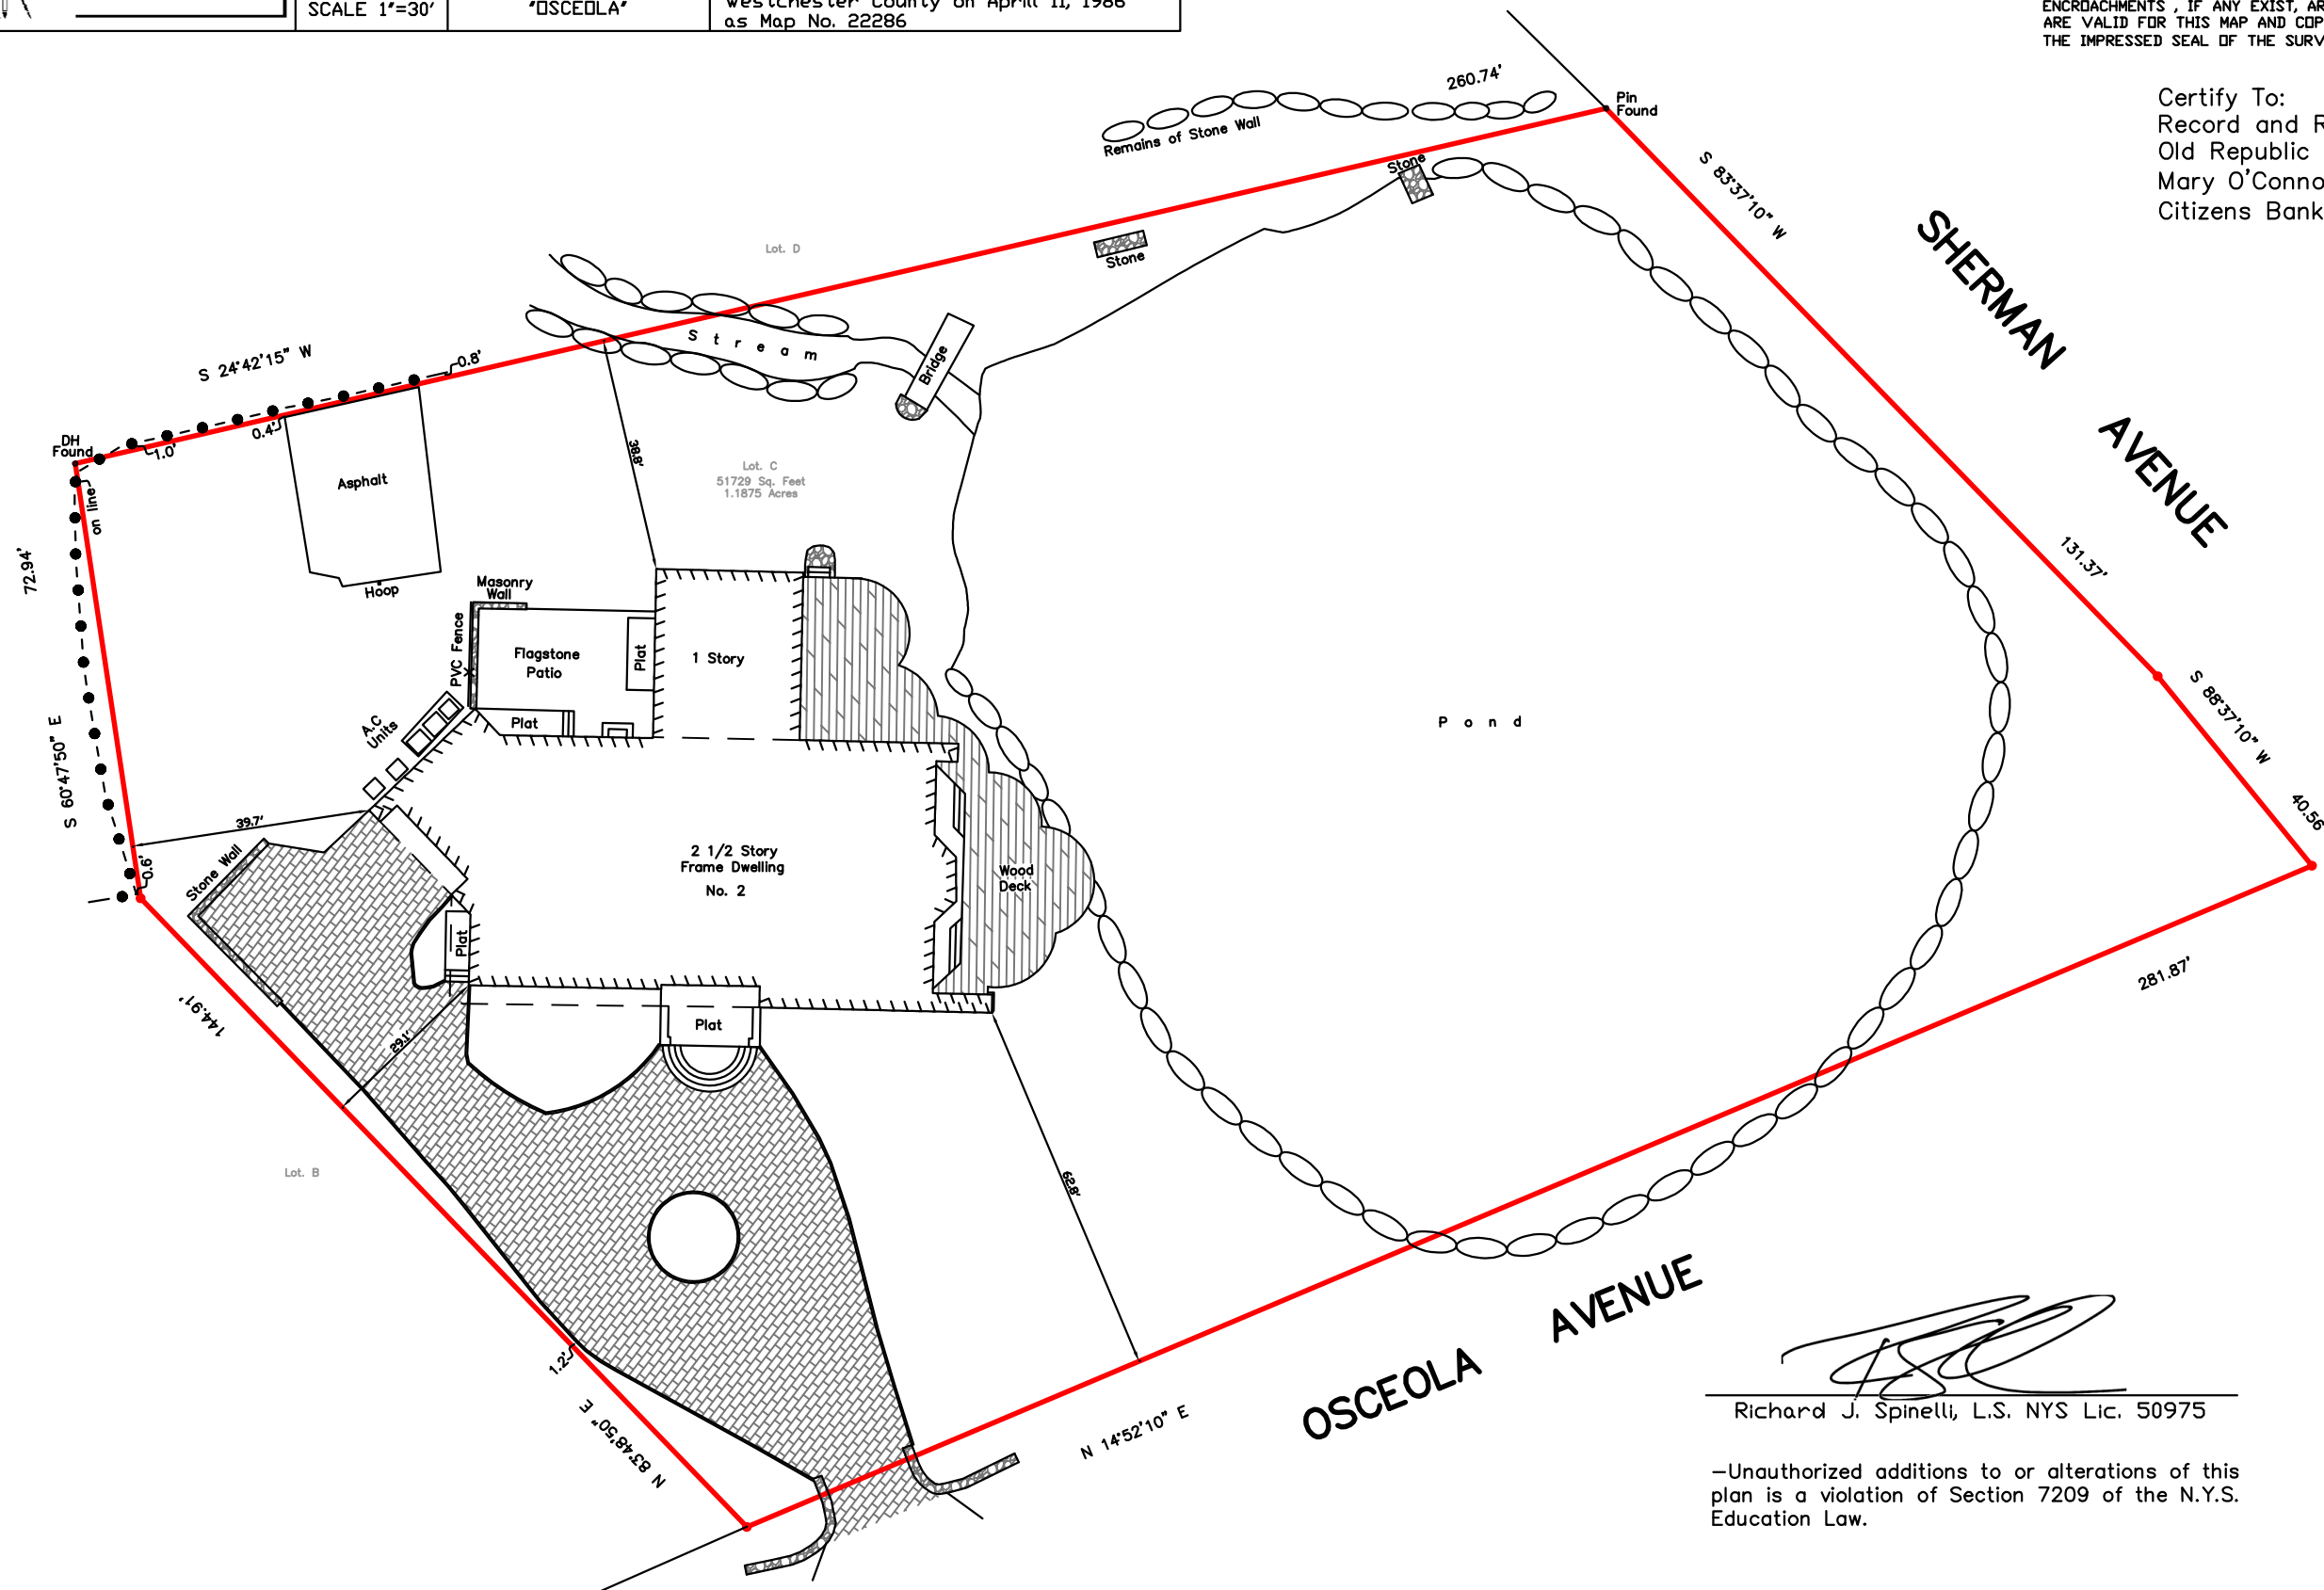 SCALE 1"=30'
"OSCEOLA"
Westchester County on Aprill 11, 1986
as Map No. 22286
ENCROACHMENTS , IF ANY EXIST, AR
ARE VALID FOR THIS MAP AND COP
THE IMPRESSED SEAL OF THE SURV
Certify To:
Record and R
Old Republic
Mary O'Conno
Citizens Bank
260.74'
Pin
Found
Remains of Stone Wall
Stone
S 83°37'10" W
SHERMAN
AVENUE
Lot. D
Stone
Stream
Bridge
S 24°42'15" W
0.8'
0.4'
1.0'
DH
Found
on line
Asphalt
Hoop
38.8'
Lot. C
51729 Sq. Feet
1.1875 Acres
72.94'
131.37'
Masonry
Wall
PVC Fence
Flagstone
Patio
Plat
1 Story
Plat
A.C
Units
S 60°47'50" E
Pond
S 88°37'10" W
40.56
39.7'
0.6'
Stone Wall
2 1/2 Story
Frame Dwelling
No. 2
Wood
Deck
Plat
281.87'
144.91'
29.1'
Plat
Lot. B
62.8'
1.2'
N 83°48'50" E
N 14°52'10" E
OSCEOLA
AVENUE
Richard J. Spinelli, L.S. NYS Lic. 50975
-Unauthorized additions to or alterations of this
plan is a violation of Section 7209 of the N.Y.S.
Education Law.